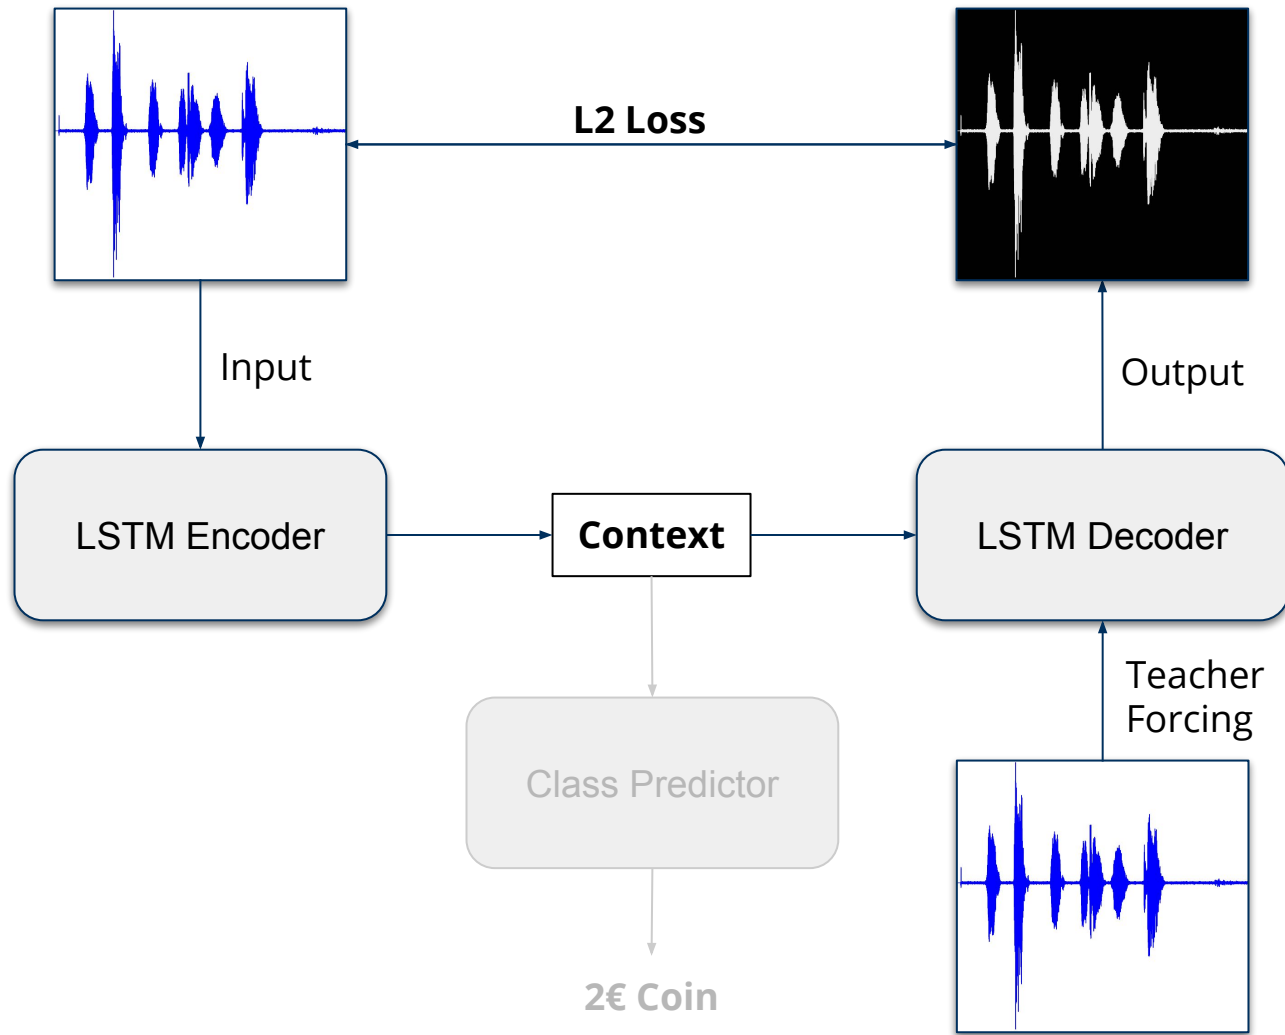 L2 Loss
Input
Output
LSTM Encoder
Context
LSTM Decoder
Teacher
Forcing
Class Predictor
2€ Coin